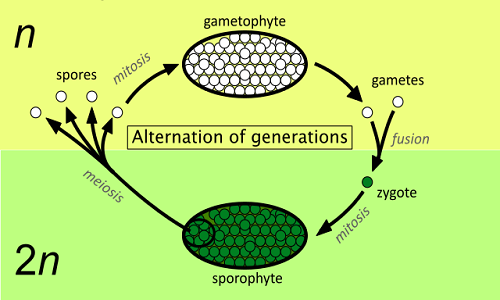 n
gametophyte
spores
mitosis
gametes
Alternation of generations
fusion
meiosis
zygote
mitosis
2n
sporophyte